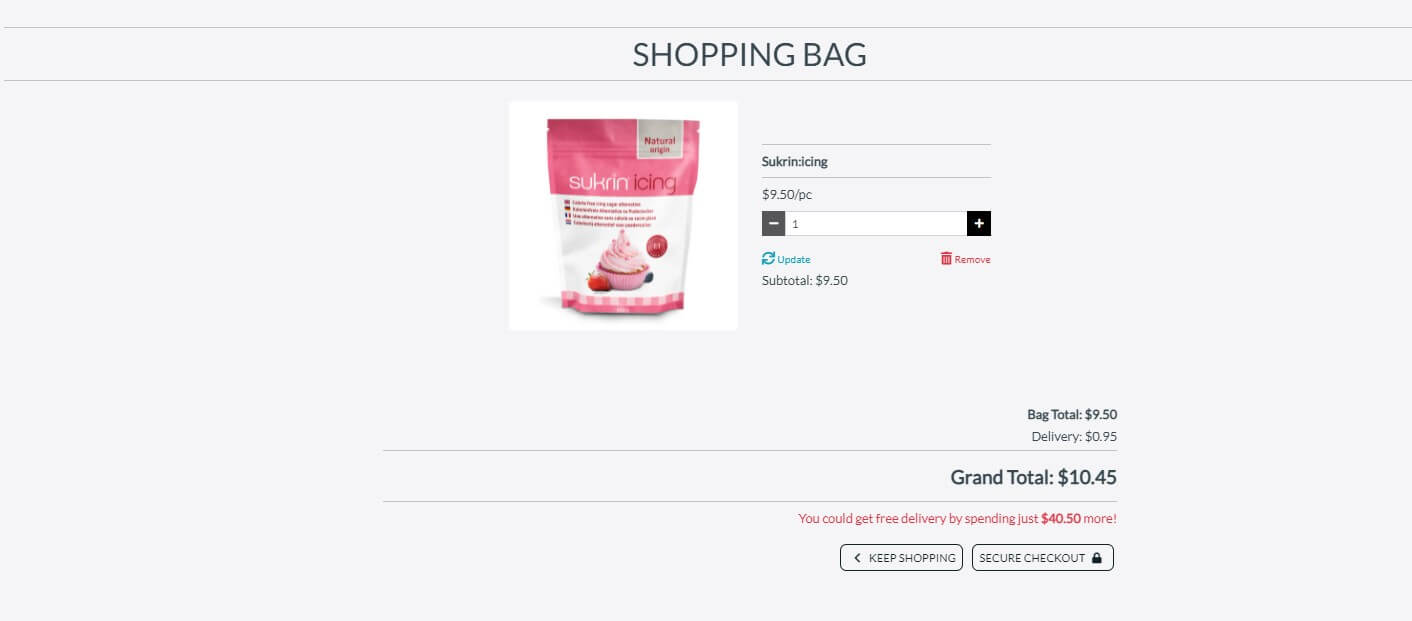 SHOPPING BAG
Natural
origin
sukrin icing
Sukrin:icing
$9.50/pc
1
Update
Remove
Subtotal: $9.50
Bag Total: $9.50
Delivery: $0.95
Grand Total: $10.45
You could get free delivery by spending just $40.50 more!
KEEP SHOPPING
SECURE CHECKOUT